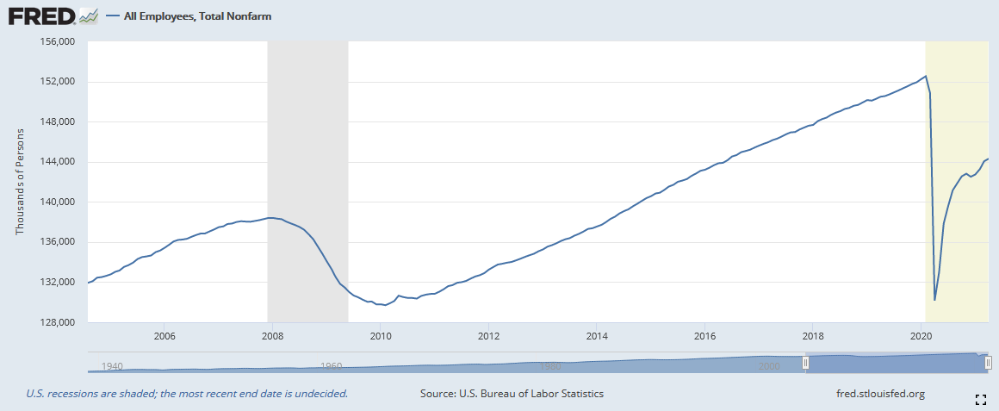 FRED
All Employees, Total Nonfarm
156,000
152,000
148,000
144,000
140,000
136,000
132,000
128,000
Thousands of Persons
2006 2008 2010 2012 2014 2016 2018 2020
1940 1960 1980 2000
U.S. recessions are shaded; the most recent end date is undecided.
Source: U.S. Bureau of Labor Statistics
fred.stlouisfed.org